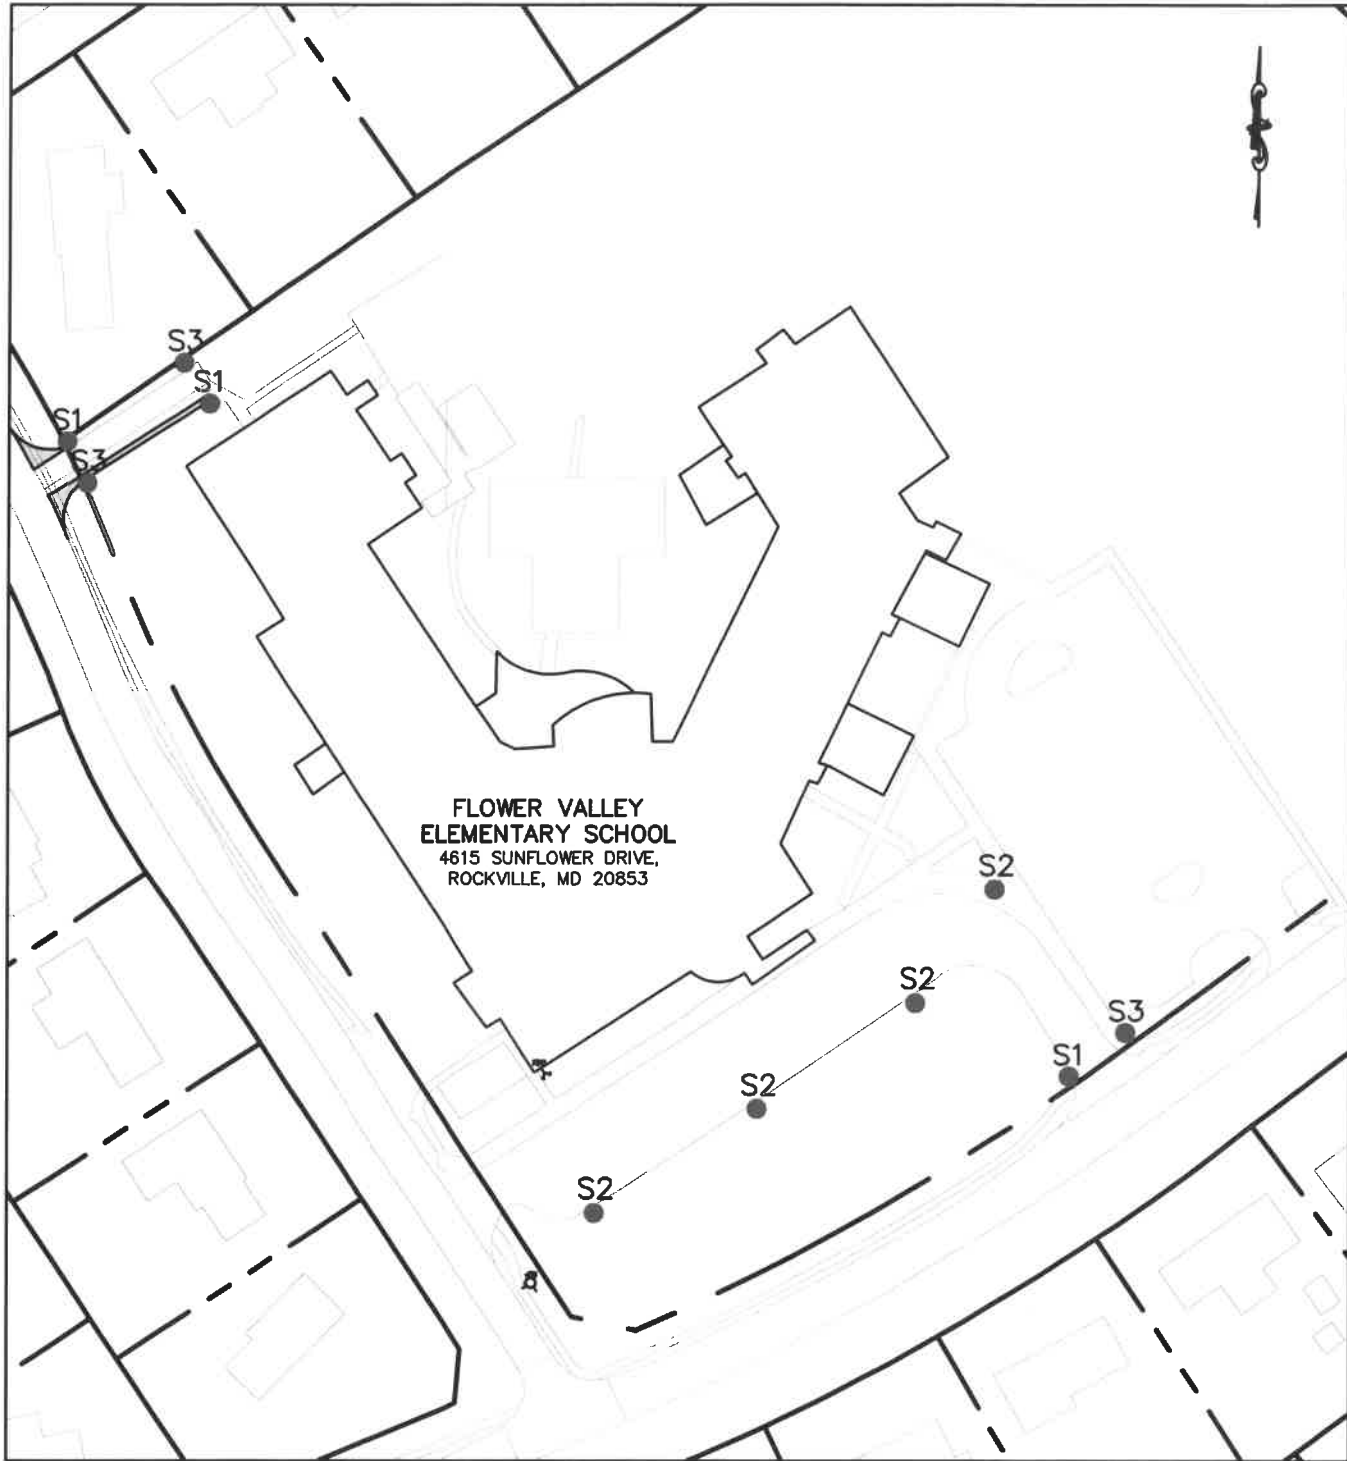 S3
S1
S1
S3
FLOWER VALLEY
ELEMENTARY SCHOOL
4615 SUNFLOWER DRIVE,
ROCKVILLE, MD 20853
S2
S2
S3
S1
S2
S2